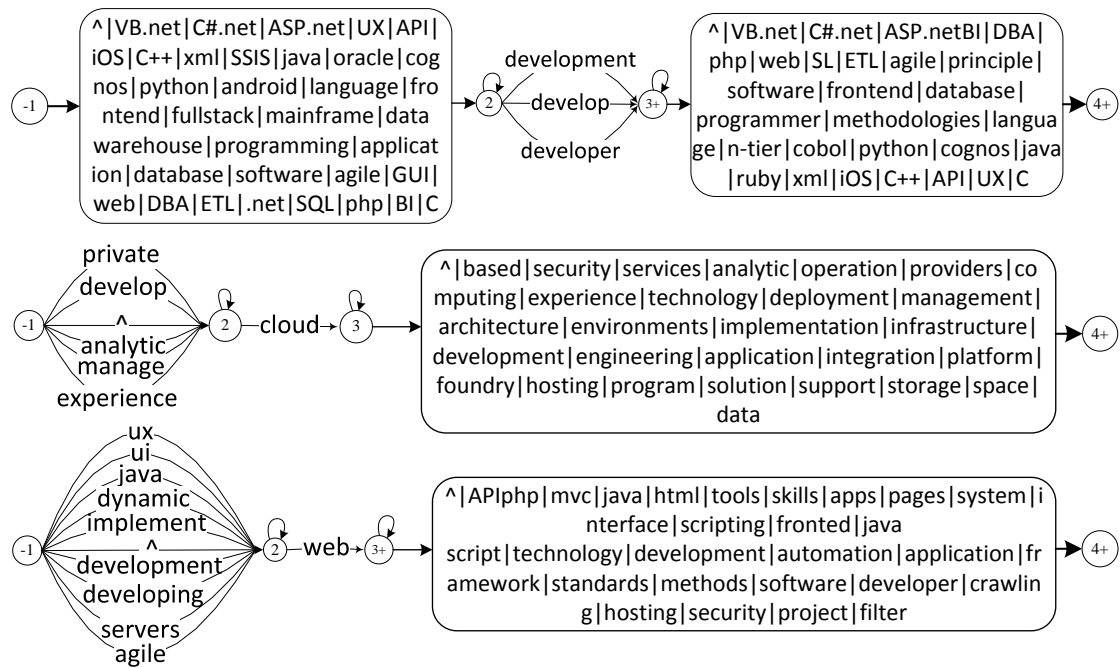 ^|VB.net|C#.net|ASP.net|UX|API|
iOS|C++|xml|SSIS|java|oracle|cog
nos|python|android|language|fro
ntend|fullstack|mainframe|data
warehouse|programming|applicat
ion|database|software|agile|GUI|
web|DBA|ETL|.net|SQL|php|BI|C
-1
2
development
develop
developer
3+
^|VB.net|C#.net|ASP.netBI|DBA|
php|web|SL|ETL|agile|principle
|software|frontend|database|
programmer|methodologies|langua
ge|n-tier|cobol|python|cognos|java
|ruby|xml|iOS|C++|API|UX|C
4+
private
develop
^
analytic
manage
experience
-1
2
cloud
3
^|based|security|services|analytic|operation|providers|co
mputing|experience|technology|deployment|management|
architecture|environments|implementation|infrastructure|
development|engineering|application|integration|platform|
foundry|hosting|program|solution|support|storage|space|
data
4+
ux
ui
java
dynamic
implement
^
development
developing
servers
agile
-1
2
web
3+
^|APIphp|mvc|java|html|tools|skills|apps|pages|system|i
nterface|scripting|fronted|java
script|technology|development|automation|application|fr
amework|standards|methods|software|developer|crawlin
g|hosting|security|project|filter
4+